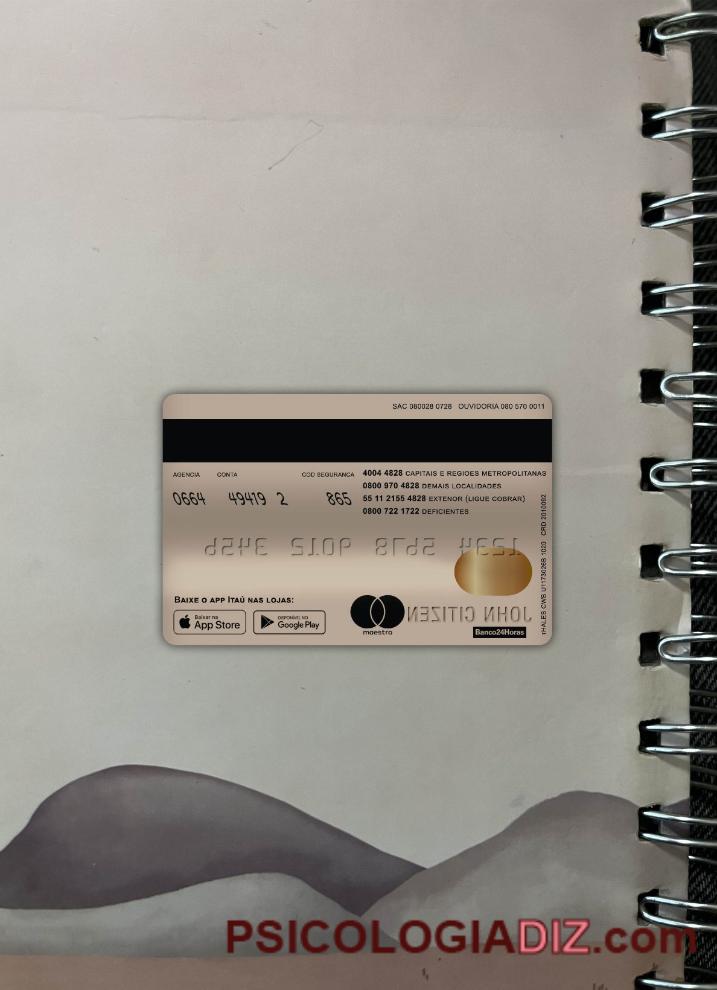 SAC 080028 0728 OUVIDORIA 080 570 0011
AGENCIA CONTA COD SEGURANCA
0664 49419 2 865
4004 4828 CAPITAIS E REGIOES METROPOLITANAS
0800 970 4828 DEMAIS LOCALIDADES
55 11 2155 4828 EXTENOR (LIGUE COBRAR)
0800 722 1722 DEFICIENTES
1234 5678 9012 3456
JOHN CITIZEN
BAIXE O APP ITAÚ NAS LOJAS:
Baixar na
App Store
DISPONÍVEL NO
Google Play
maestro
Banco24Horas
tHALES CWB U1173026B 1020 CRD 2010092
PSICOLOGIADIZ.com